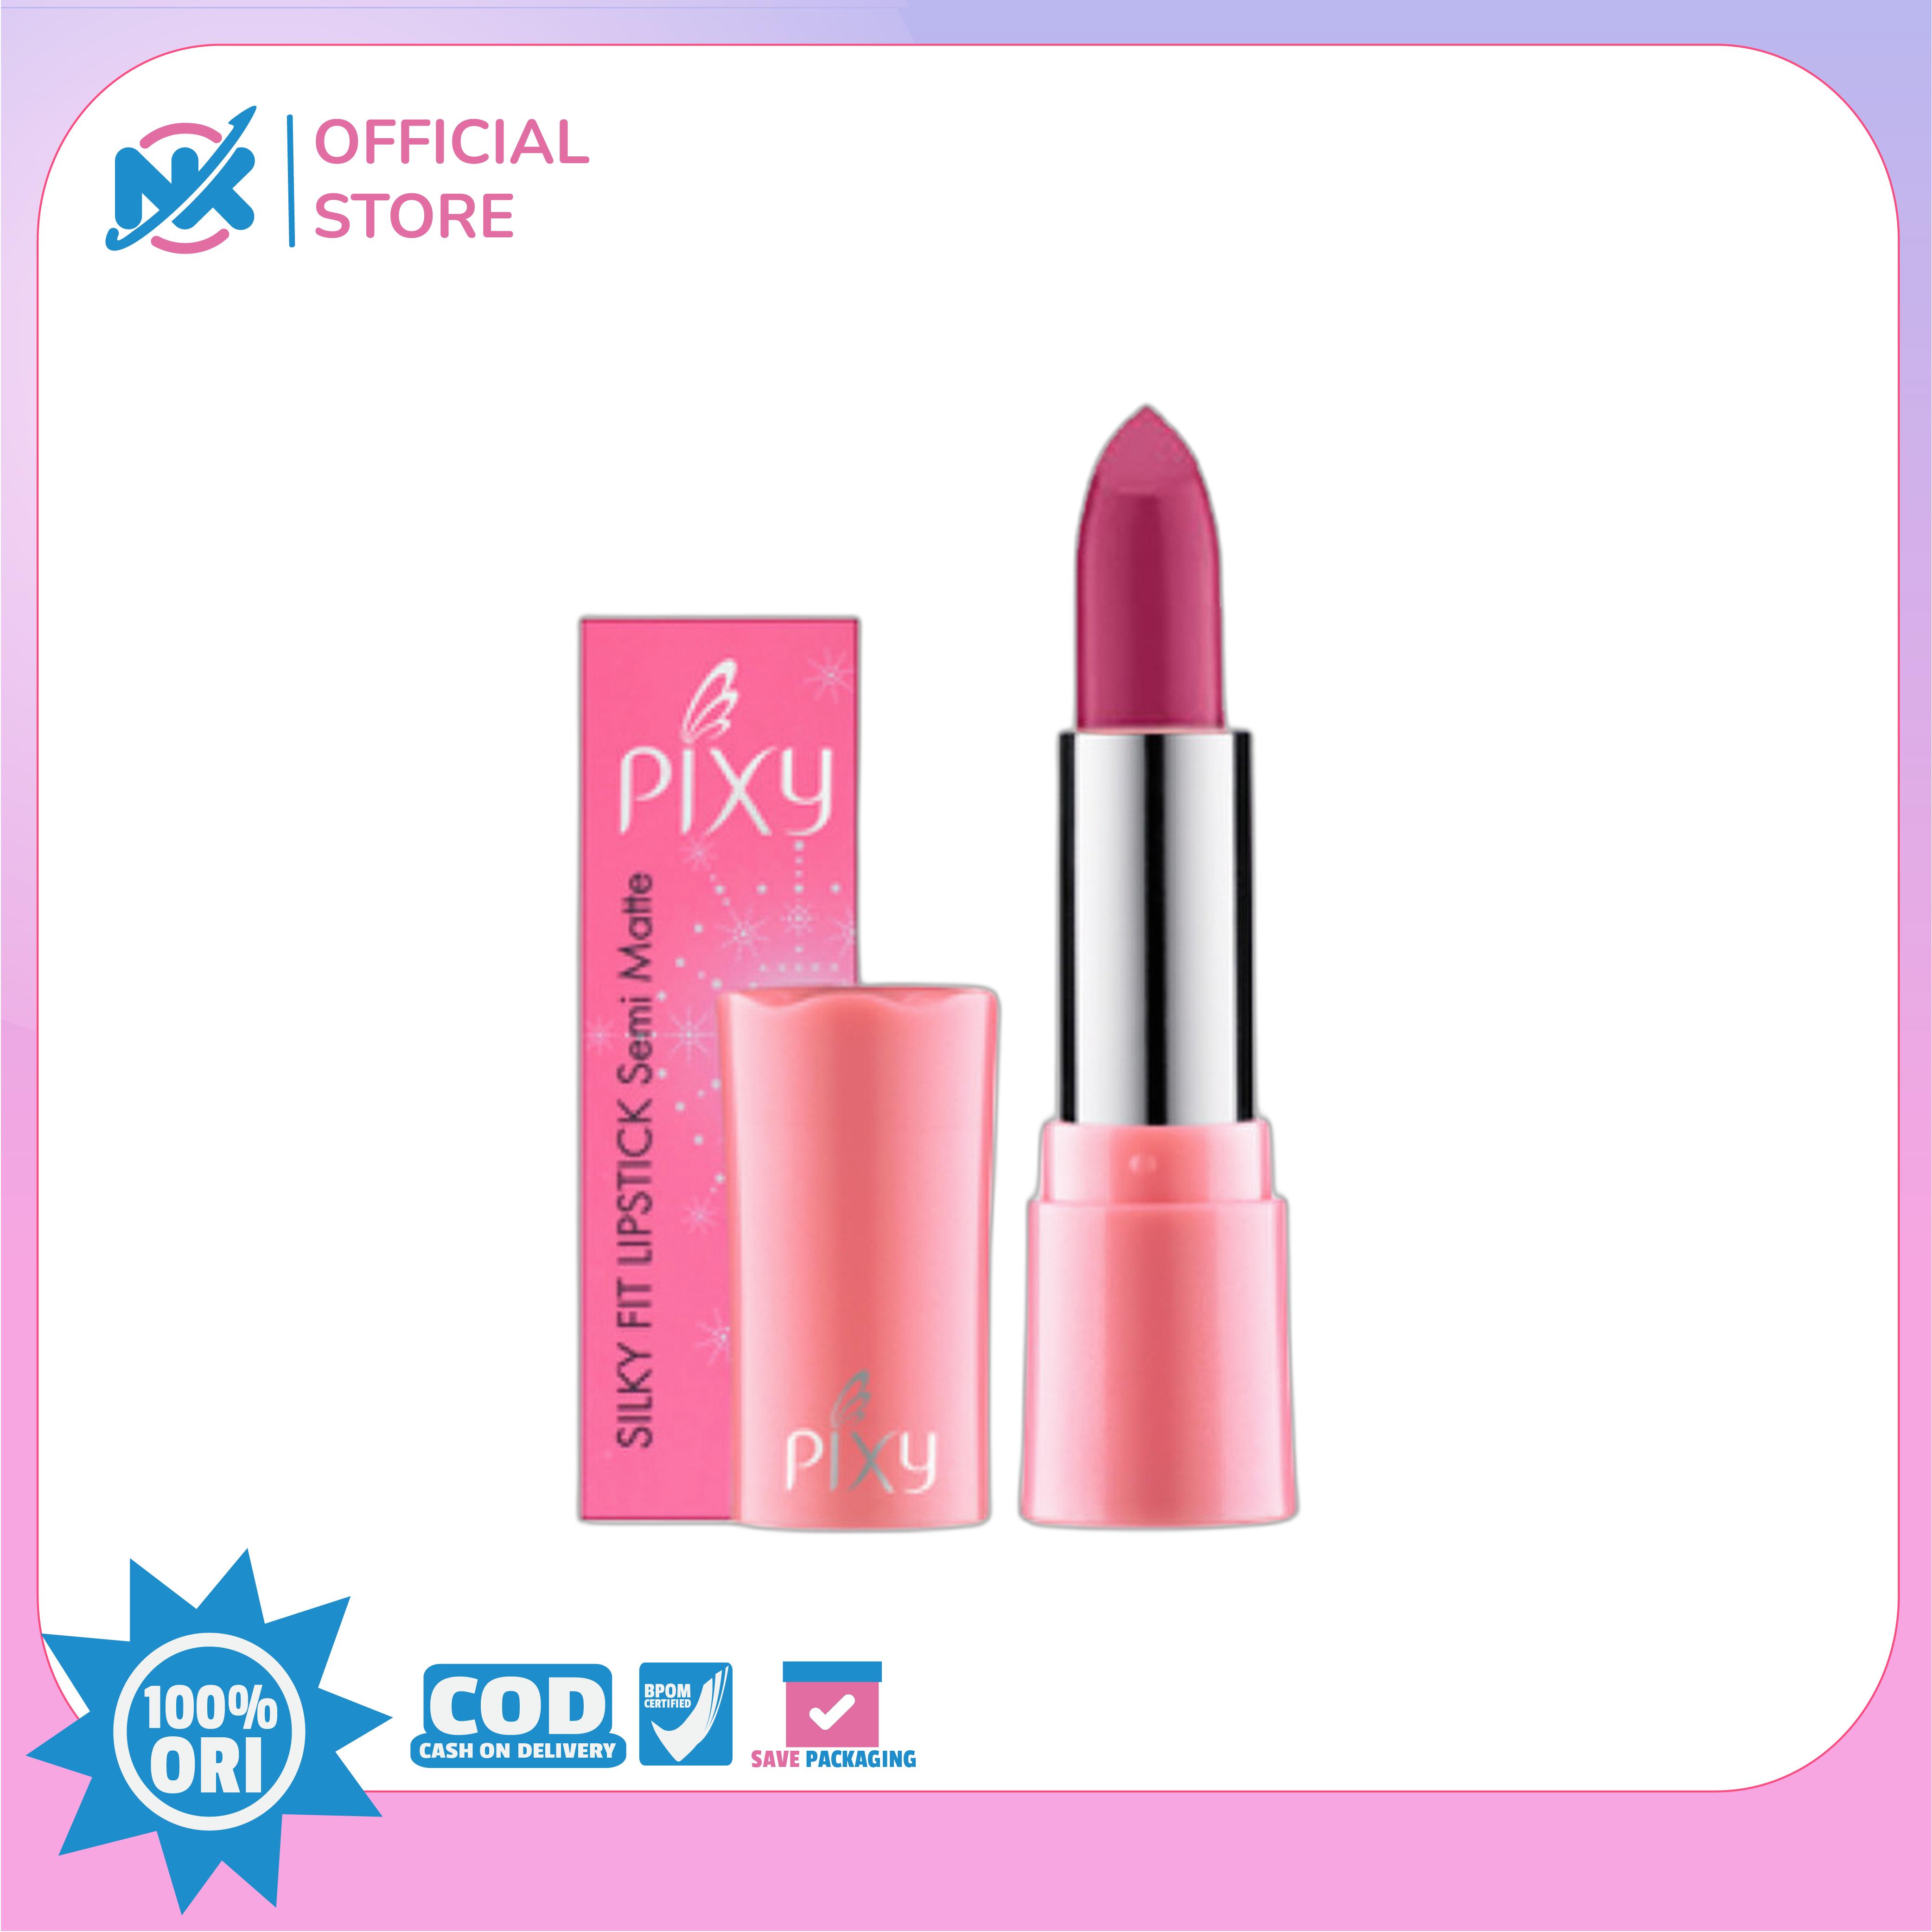 NK
OFFICIAL
STORE
PIXY
SILKY FIT LIPSTICK Semi Matte
PIXY
100%
ORI
COD
CASH ON DELIVERY
BPOM
CERTIFIED
SAVE PACKAGING